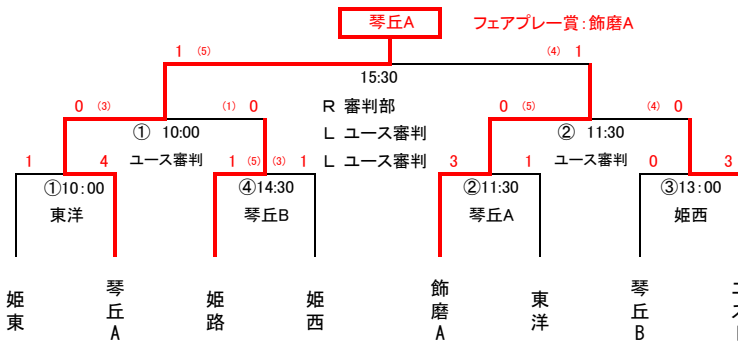 琴丘A
フェアプレー賞:飾磨A
1 (5)
(4) 1
15:30
0 (3)
(1) 0
R 審判部
0 (5)
(4) 0
① 10:00
L ユース審判
② 11:30
ユース審判
L ユース審判
ユース審判
1
4
1 (5)
(3) 1
3
1
0
3
①10:00
④14:30
②11:30
③13:00
東洋
琴丘B
琴丘A
姫西
姫東
琴丘A
姫路
姫西
飾磨A
東洋
琴丘B